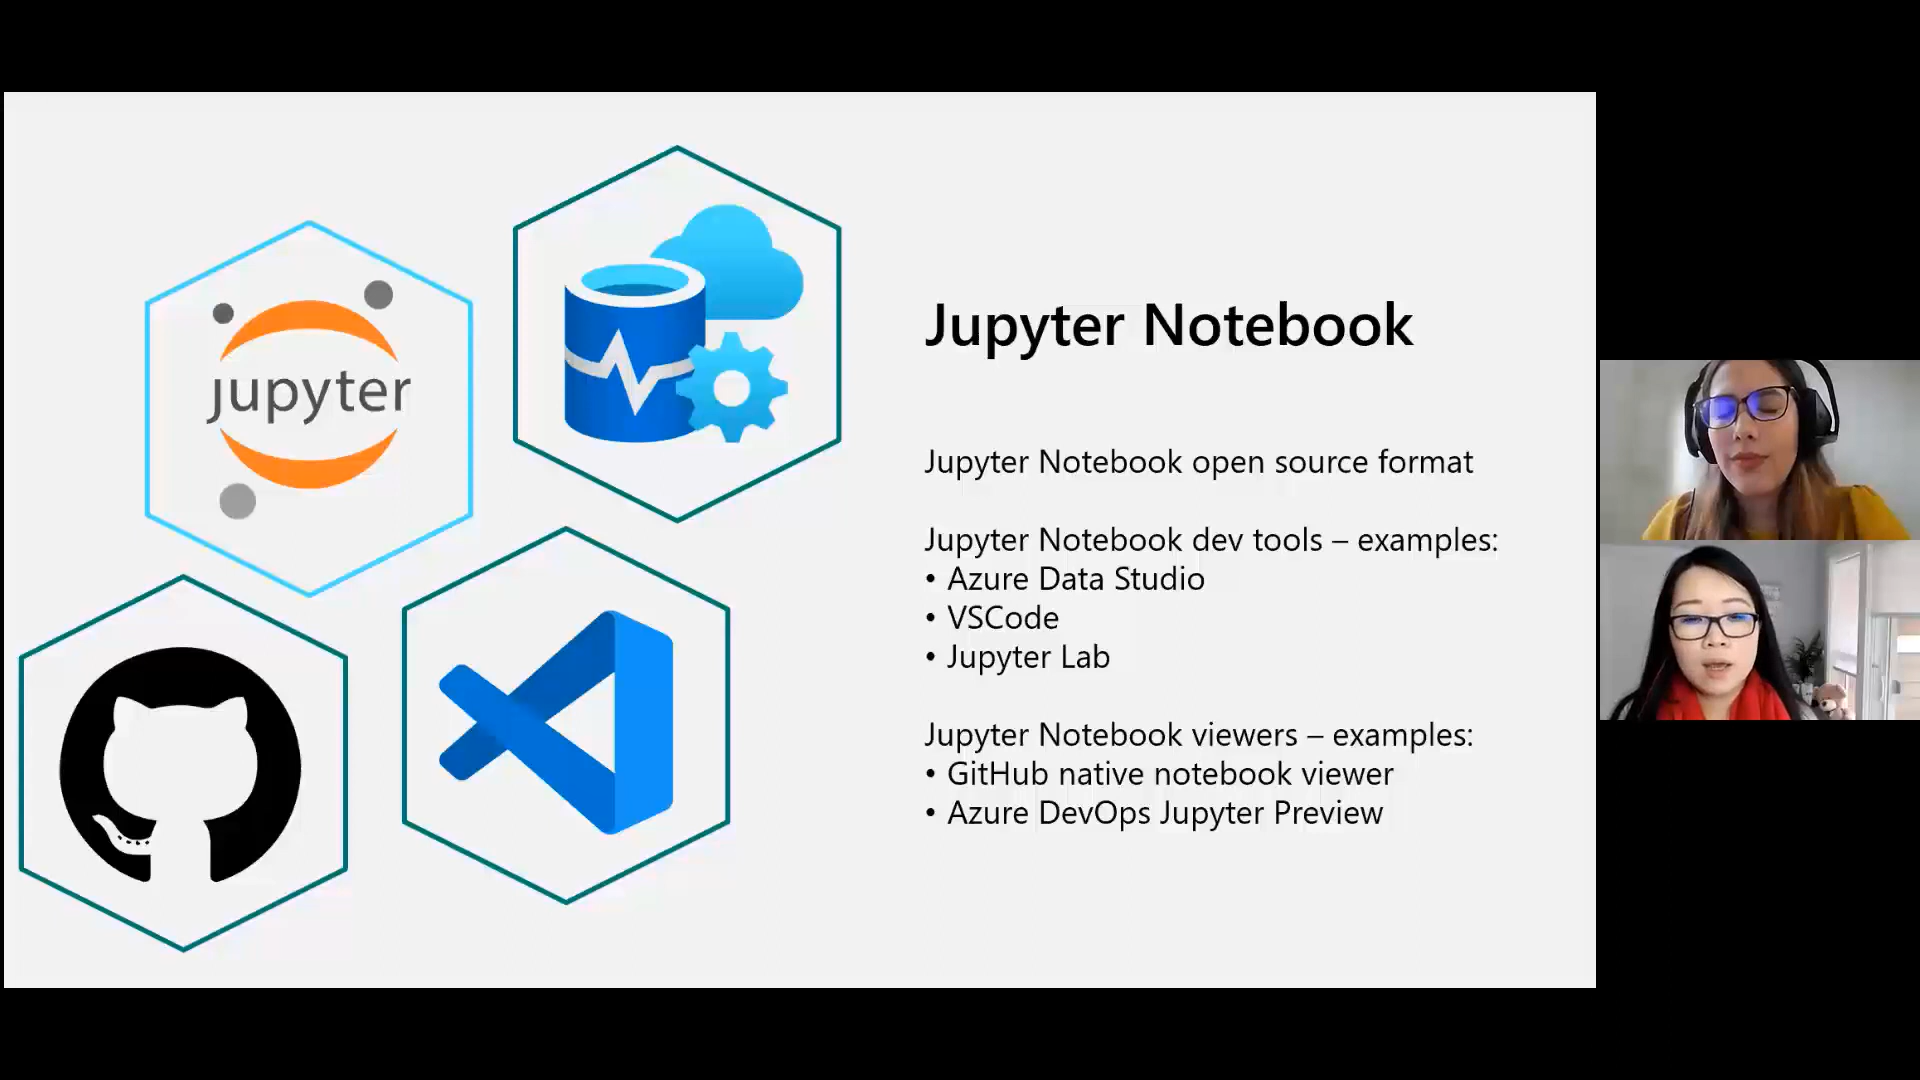 jupyter
Jupyter Notebook
Jupyter Notebook open source format
Jupyter Notebook dev tools – examples:
• Azure Data Studio
• VSCode
• Jupyter Lab
Jupyter Notebook viewers – examples:
• GitHub native notebook viewer
• Azure DevOps Jupyter Preview